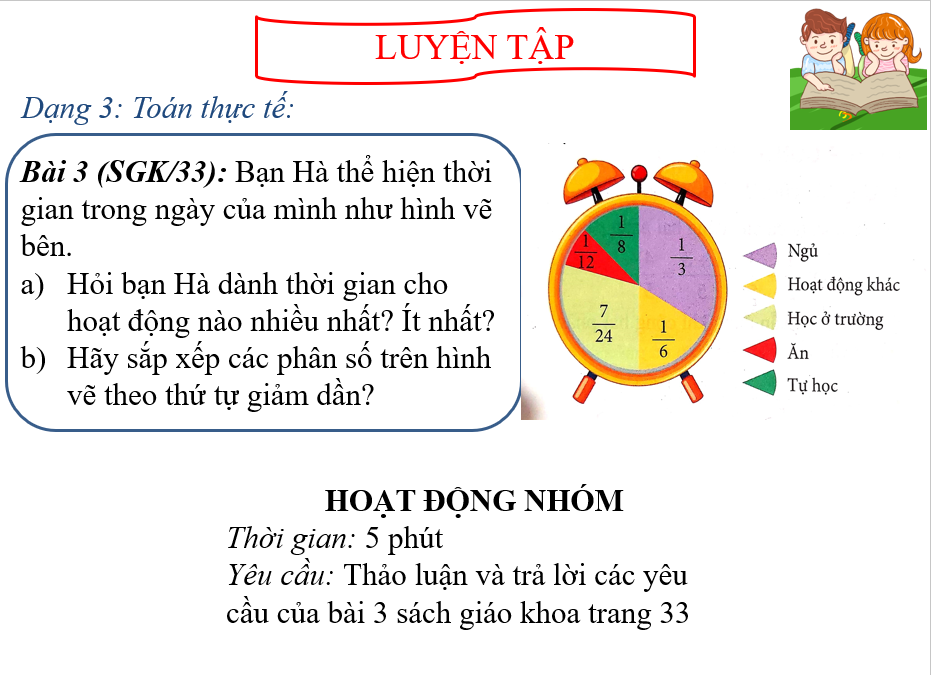 LUYỆN TẬP
Dạng 3: Toán thực tế:
Bài 3 (SGK/33): Bạn Hà thể hiện thời
gian trong ngày của mình như hình vẽ
bên.
a) Hỏi bạn Hà dành thời gian cho
hoạt động nào nhiều nhất? Ít nhất?
b) Hãy sắp xếp các phân số trên hình
vẽ theo thứ tự giảm dần?
1/8
1/12
1/3
7/24
1/6
Ngủ
Hoạt động khác
Học ở trường
Ăn
Tự học
HOẠT ĐỘNG NHÓM
Thời gian: 5 phút
Yêu cầu: Thảo luận và trả lời các yêu
cầu của bài 3 sách giáo khoa trang 33